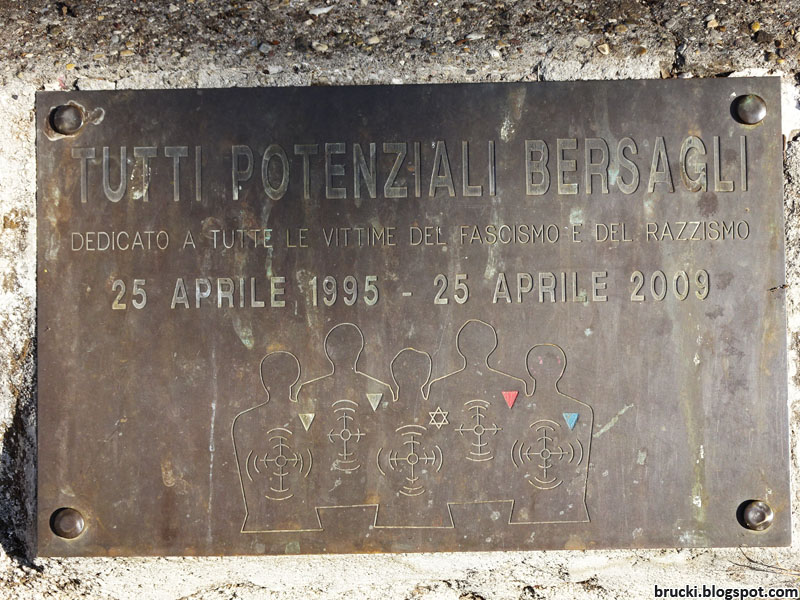 TUTTI POTENZIALI BERSAGLI
DEDICATO A TUTTE LE VITTIME DEL FASCISMO E DEL RAZZISMO
25 APRILE 1995 - 25 APRILE 2009
brucki.blogspot.com